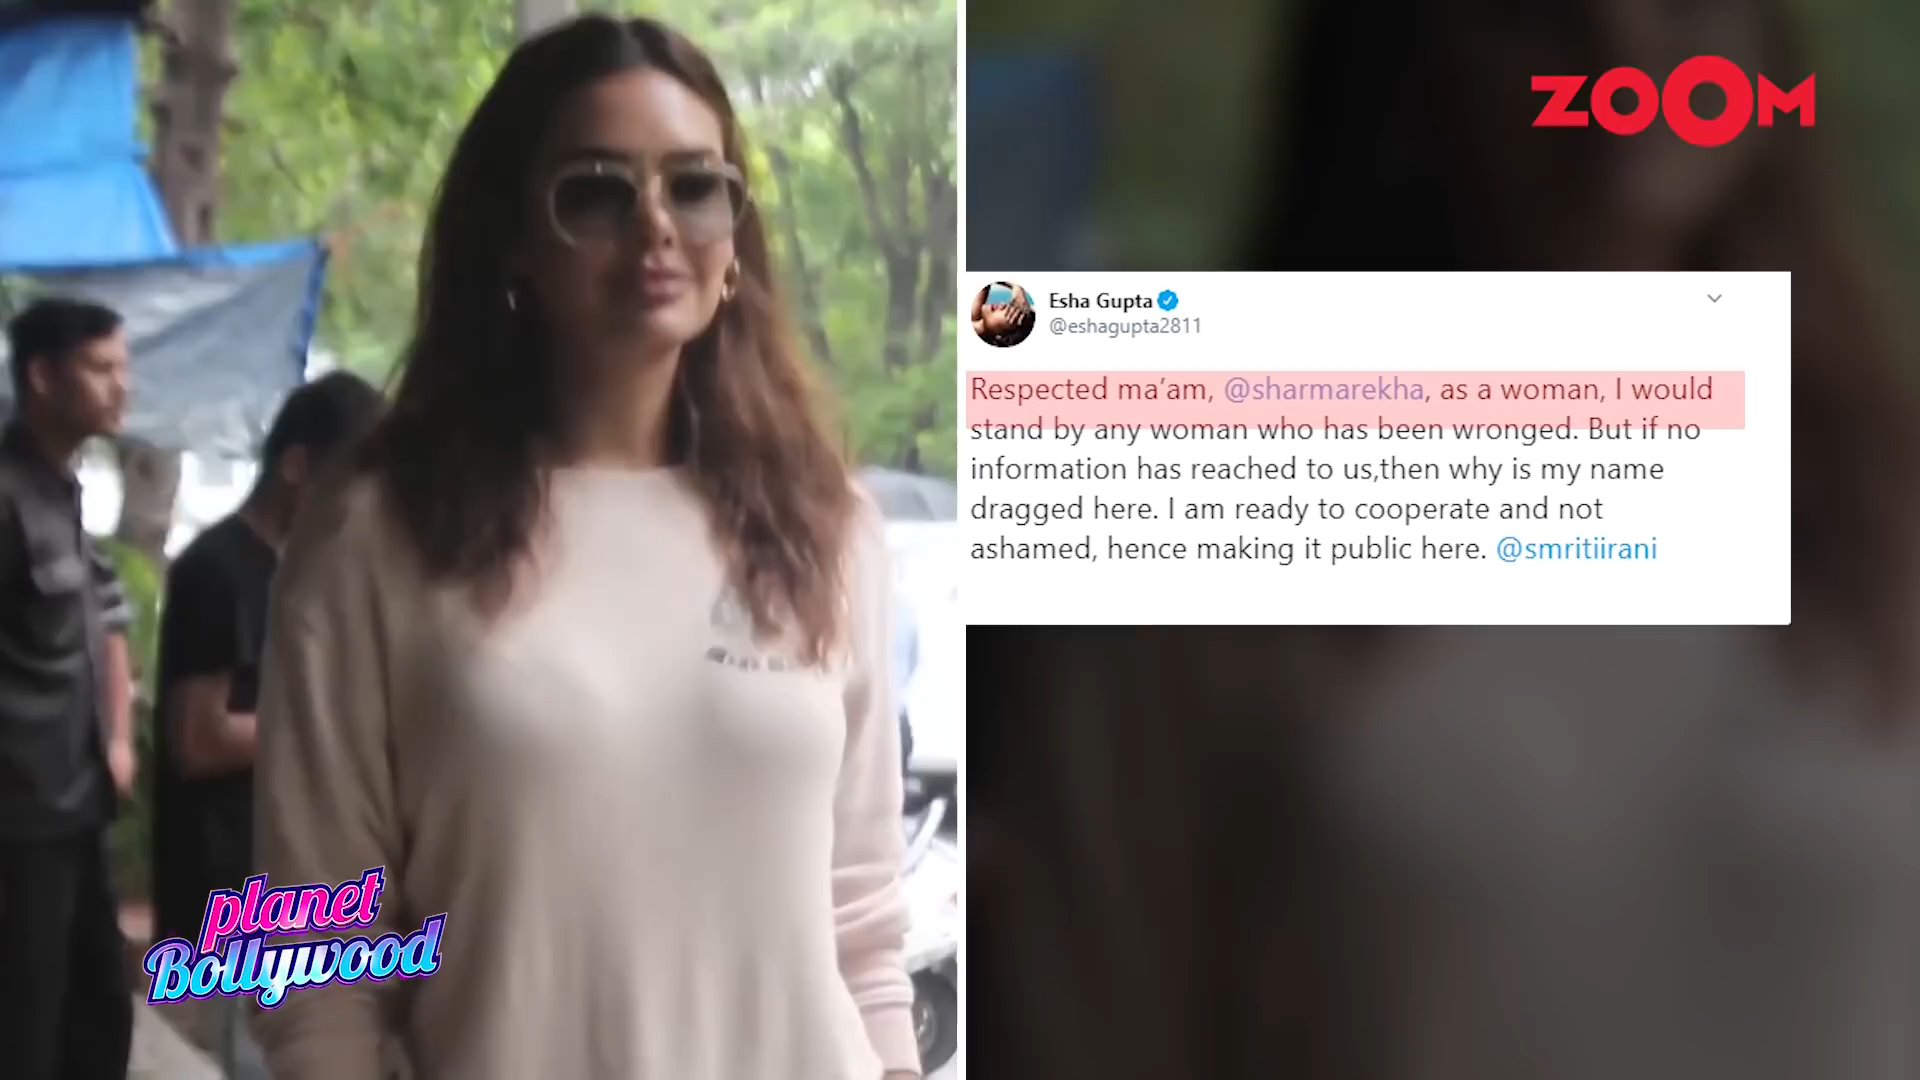 ZOOM
Esha Gupta
@eshagupta2811
Respected ma’am, @sharmarekha, as a woman, I would
stand by any woman who has been wronged. But if no
information has reached to us,then why is my name
dragged here. I am ready to cooperate and not
ashamed, hence making it public here. @smritiirani
planet
Bollywood